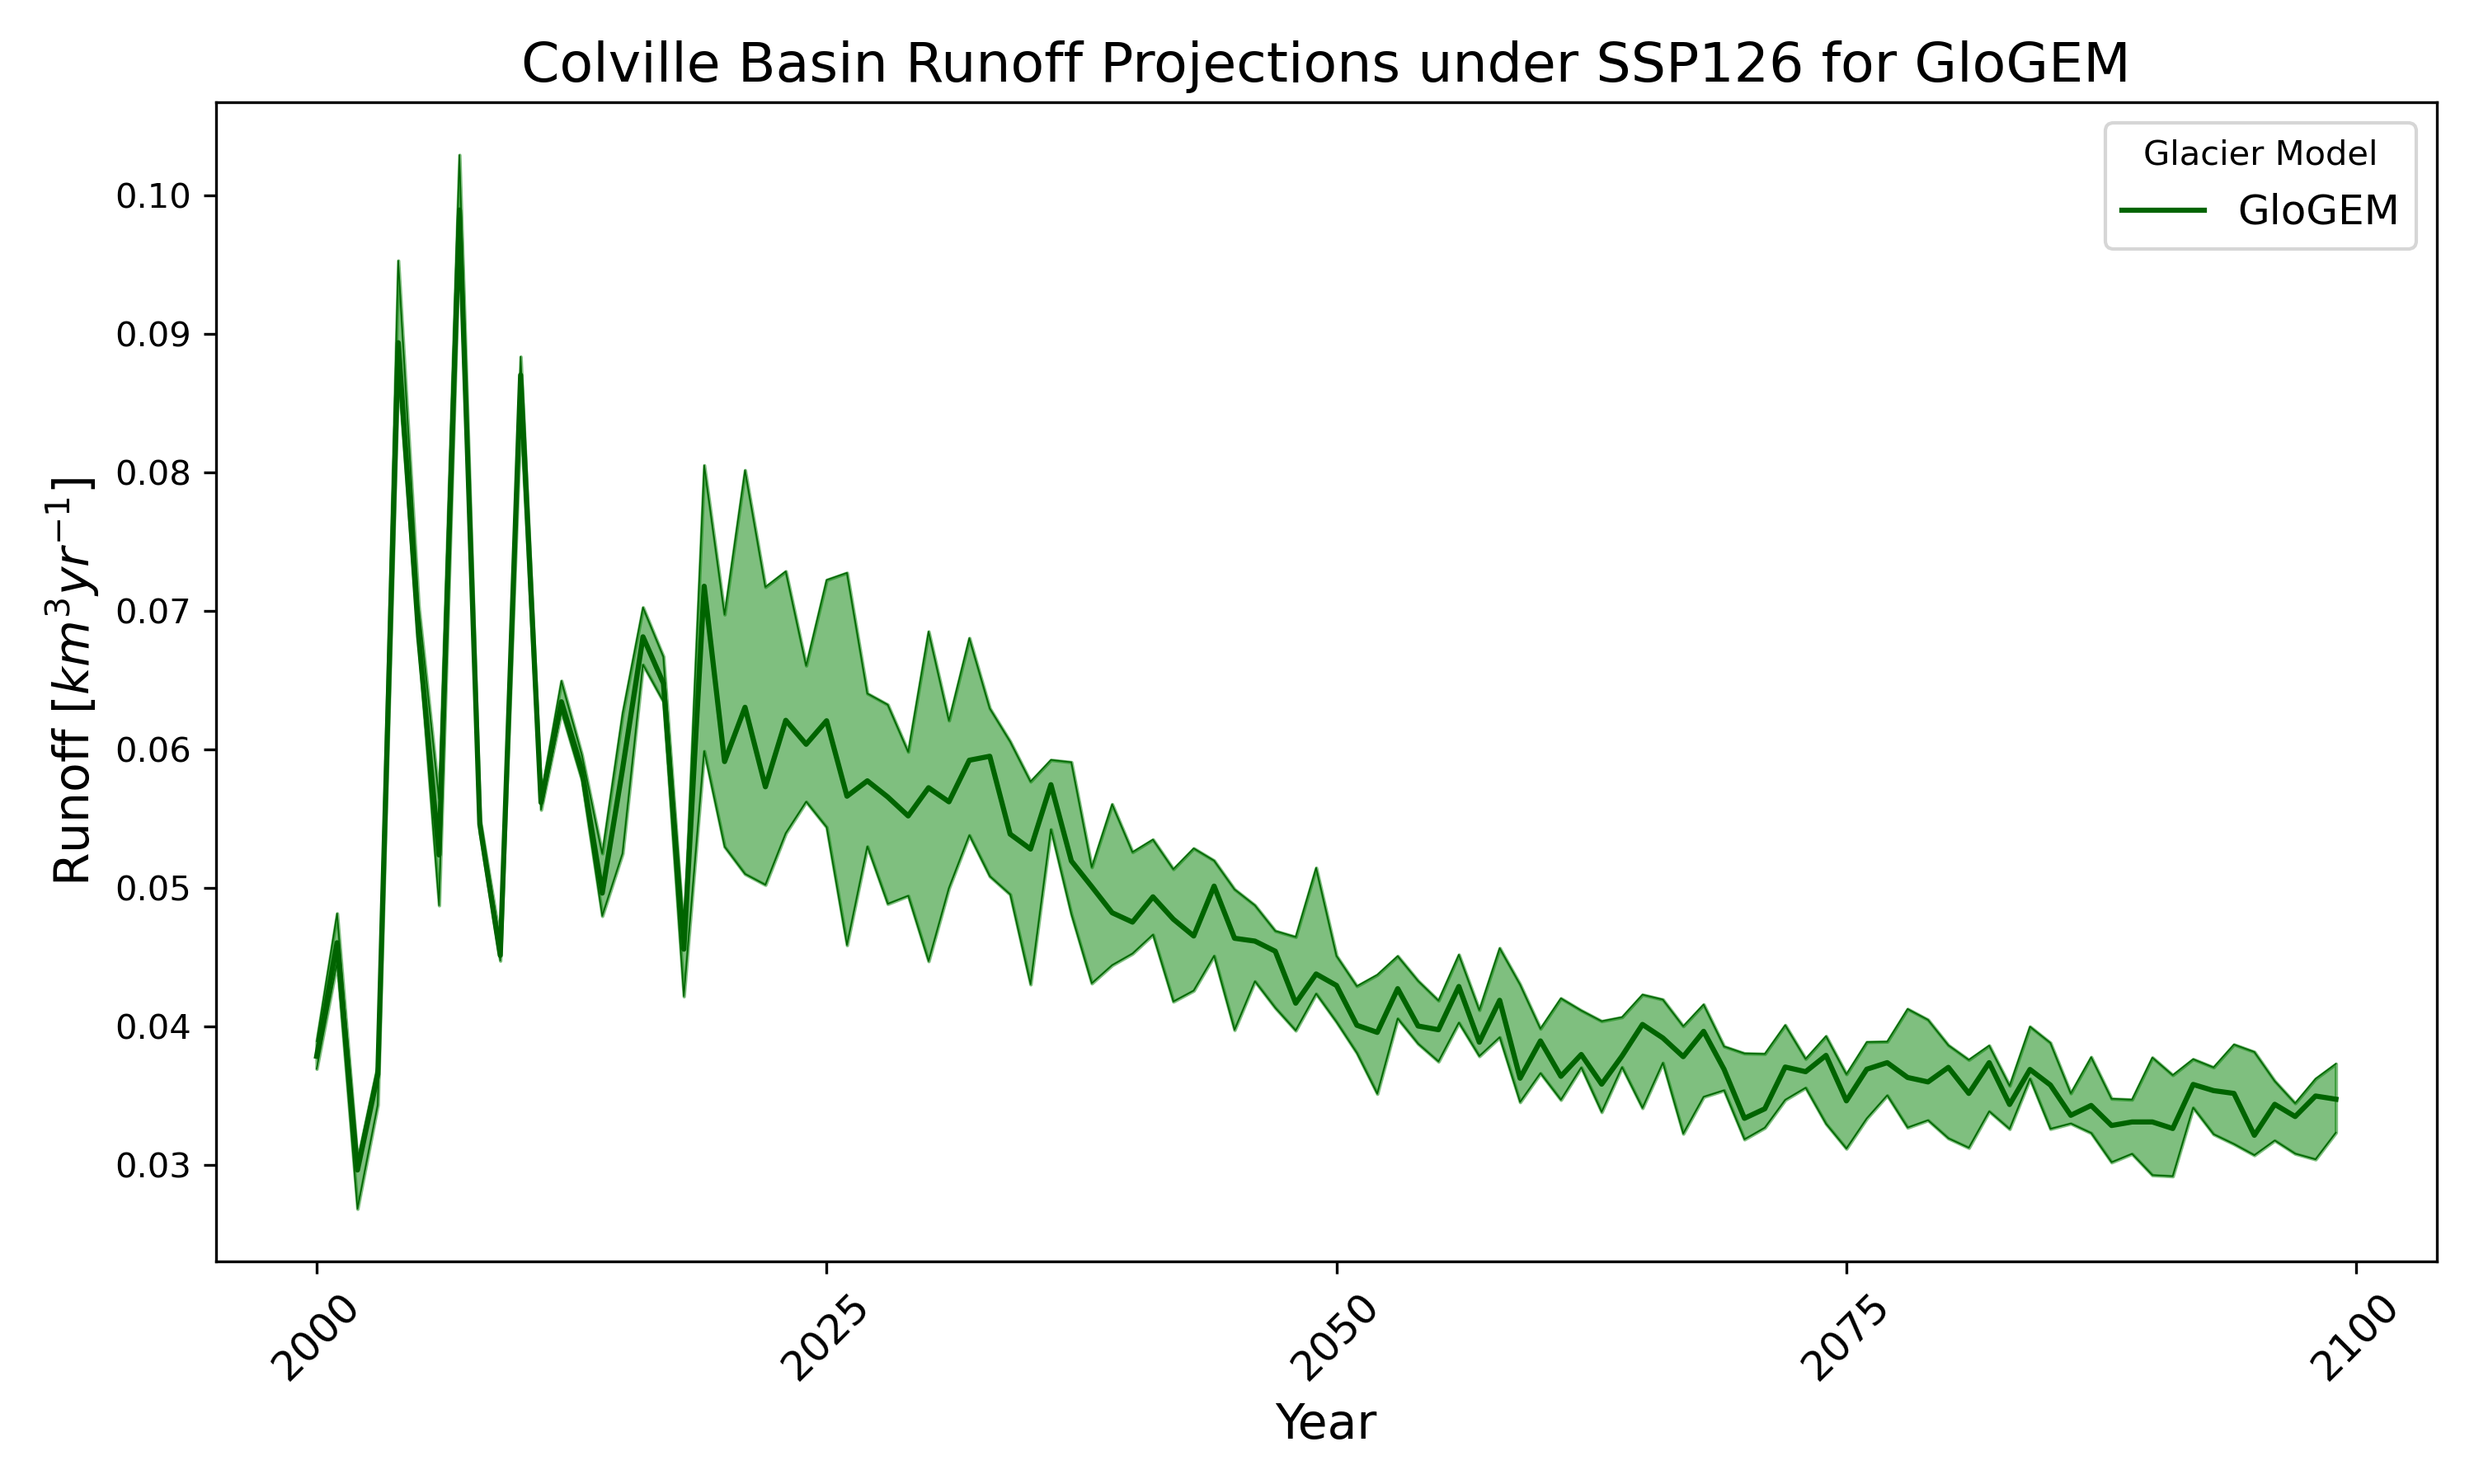 Colville Basin Runoff Projections under SSP126 for GloGEM
Glacier Model
GloGEM
Runoff [km³yr⁻¹]
0.10
0.09
0.08
0.07
0.06
0.05
0.04
0.03
2000
2025
2050
2075
2100
Year